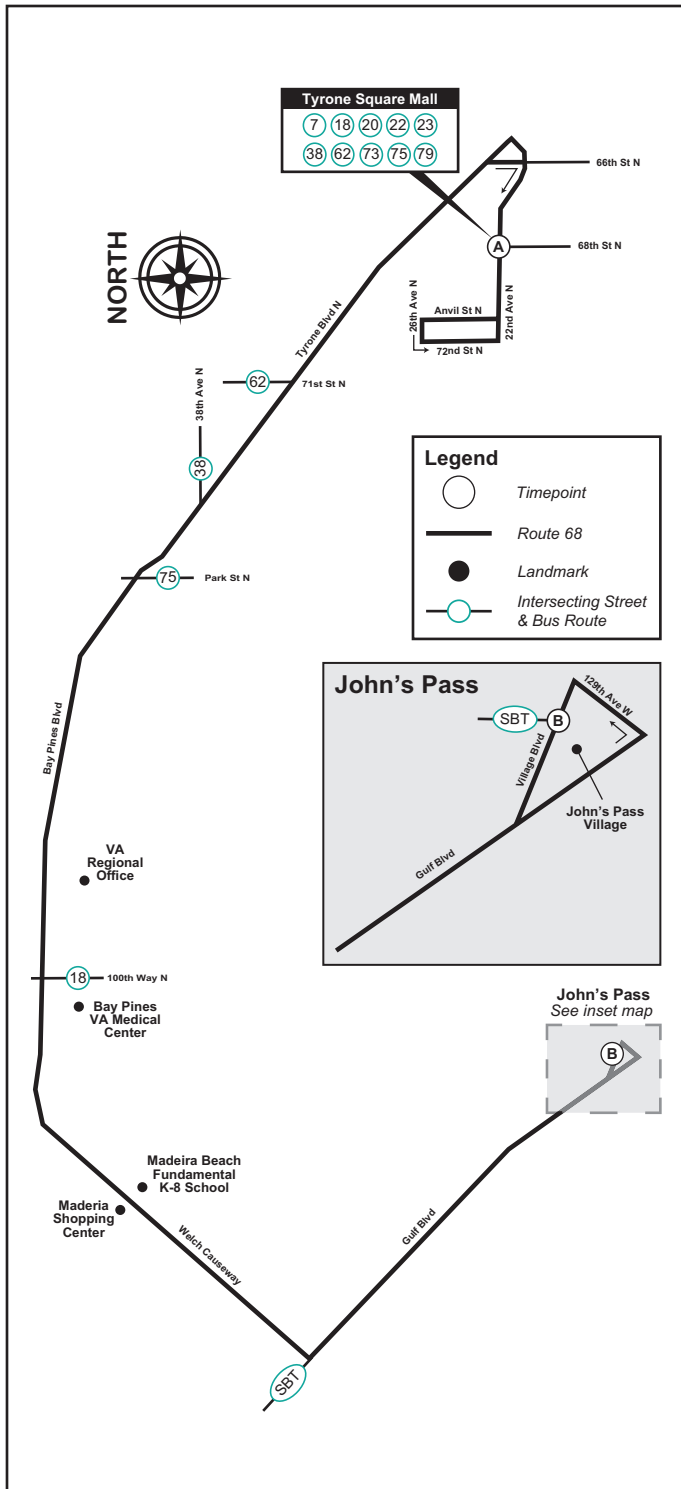 Tyrone Square Mall
7 18 20 22 23
38 62 73 75 79
66th St N
A
68th St N
NORTH
26th Ave N
Anvil St N
22nd Ave N
72nd St N
Tyrone Blvd N
62
71st St N
38th Ave N
38
75
Park St N
Legend
Timepoint
Route 68
Landmark
Intersecting Street
& Bus Route
John's Pass
129th Ave W
SBT
B
Village Blvd
John's Pass
Village
Gulf Blvd
Bay Pines Blvd
VA
Regional
Office
18
100th Way N
Bay Pines
VA Medical
Center
John's Pass
See inset map
B
Madeira Beach
Fundamental
K-8 School
Maderia
Shopping
Center
Welch Causeway
Gulf Blvd
SBT